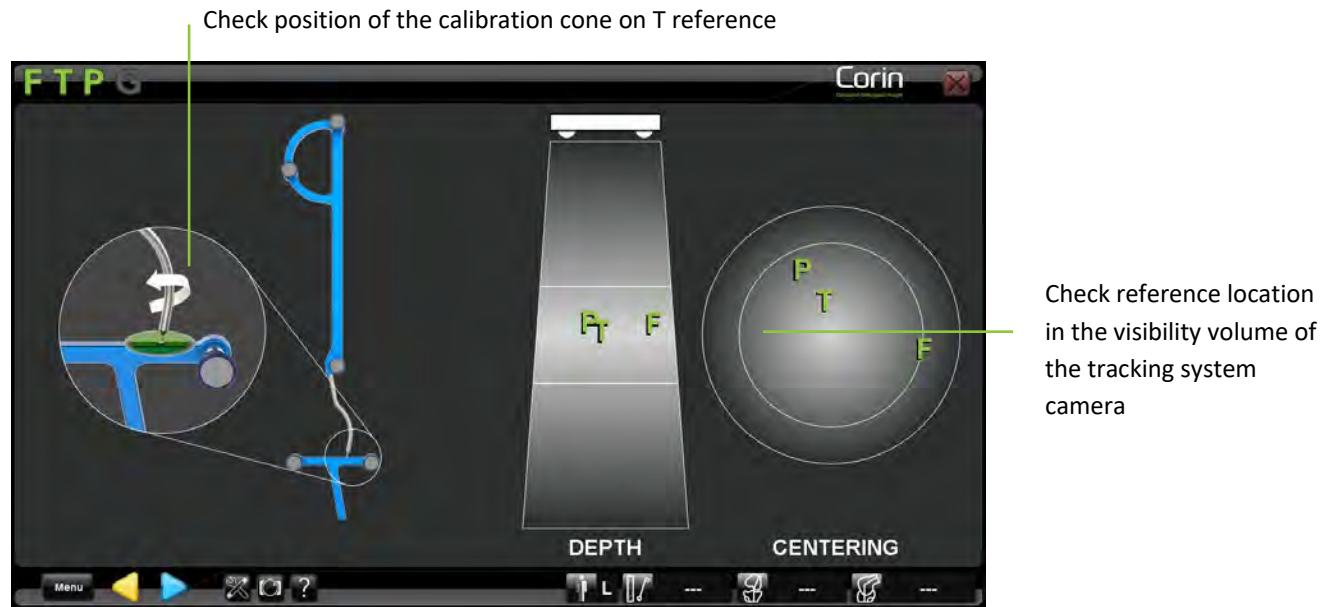 Check position of the calibration cone on T reference
F T P G
Corin
P
T
F
P
T
F
Check reference location
in the visibility volume of
the tracking system
camera
DEPTH
CENTERING
Menu
?
L
---
---
---